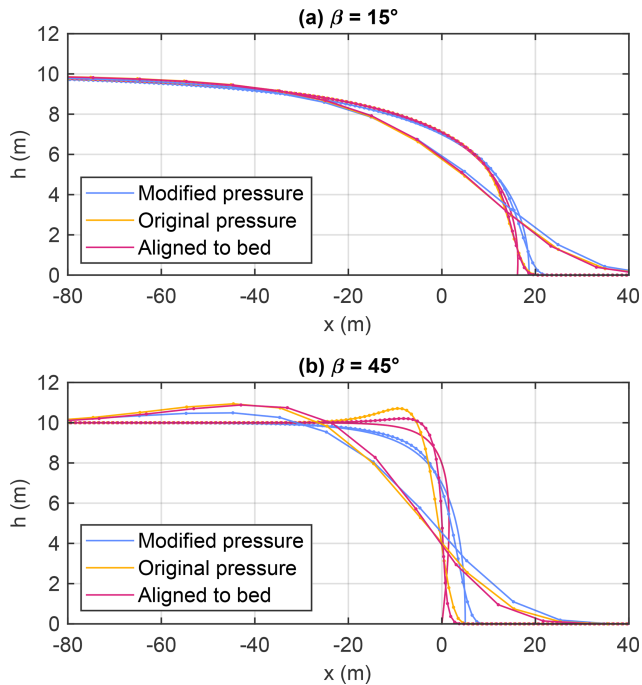 (a) β = 15°
12
10
8
6
4
2
0
h (m)
Modified pressure
Original pressure
Aligned to bed
-80 -60 -40 -20 0 20 40
x (m)
(b) β = 45°
12
10
8
6
4
2
0
h (m)
Modified pressure
Original pressure
Aligned to bed
-80 -60 -40 -20 0 20 40
x (m)